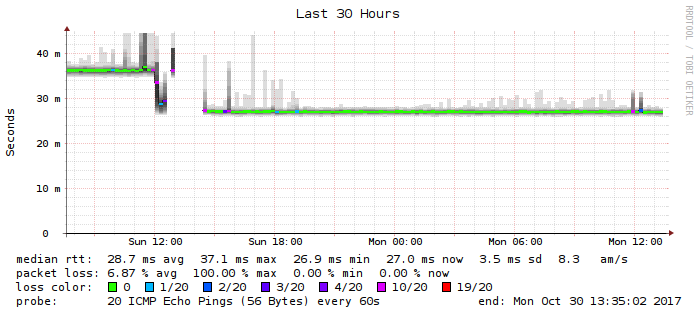 Last 30 Hours
RRDTOOL / TOBI OETIKER
Seconds
40 m
30 m
20 m
10 m
0
Sun 12:00 Sun 18:00 Mon 00:00 Mon 06:00 Mon 12:00
median rtt: 28.7 ms avg 37.1 ms max 26.9 ms min 27.0 ms now 3.5 ms sd 8.3 am/s
packet loss: 6.87 % avg 100.00 % max 0.00 % min 0.00 % now
loss color: 0 1/20 2/20 3/20 4/20 10/20 19/20
probe: 20 ICMP Echo Pings (56 Bytes) every 60s end: Mon Oct 30 13:35:02 2017